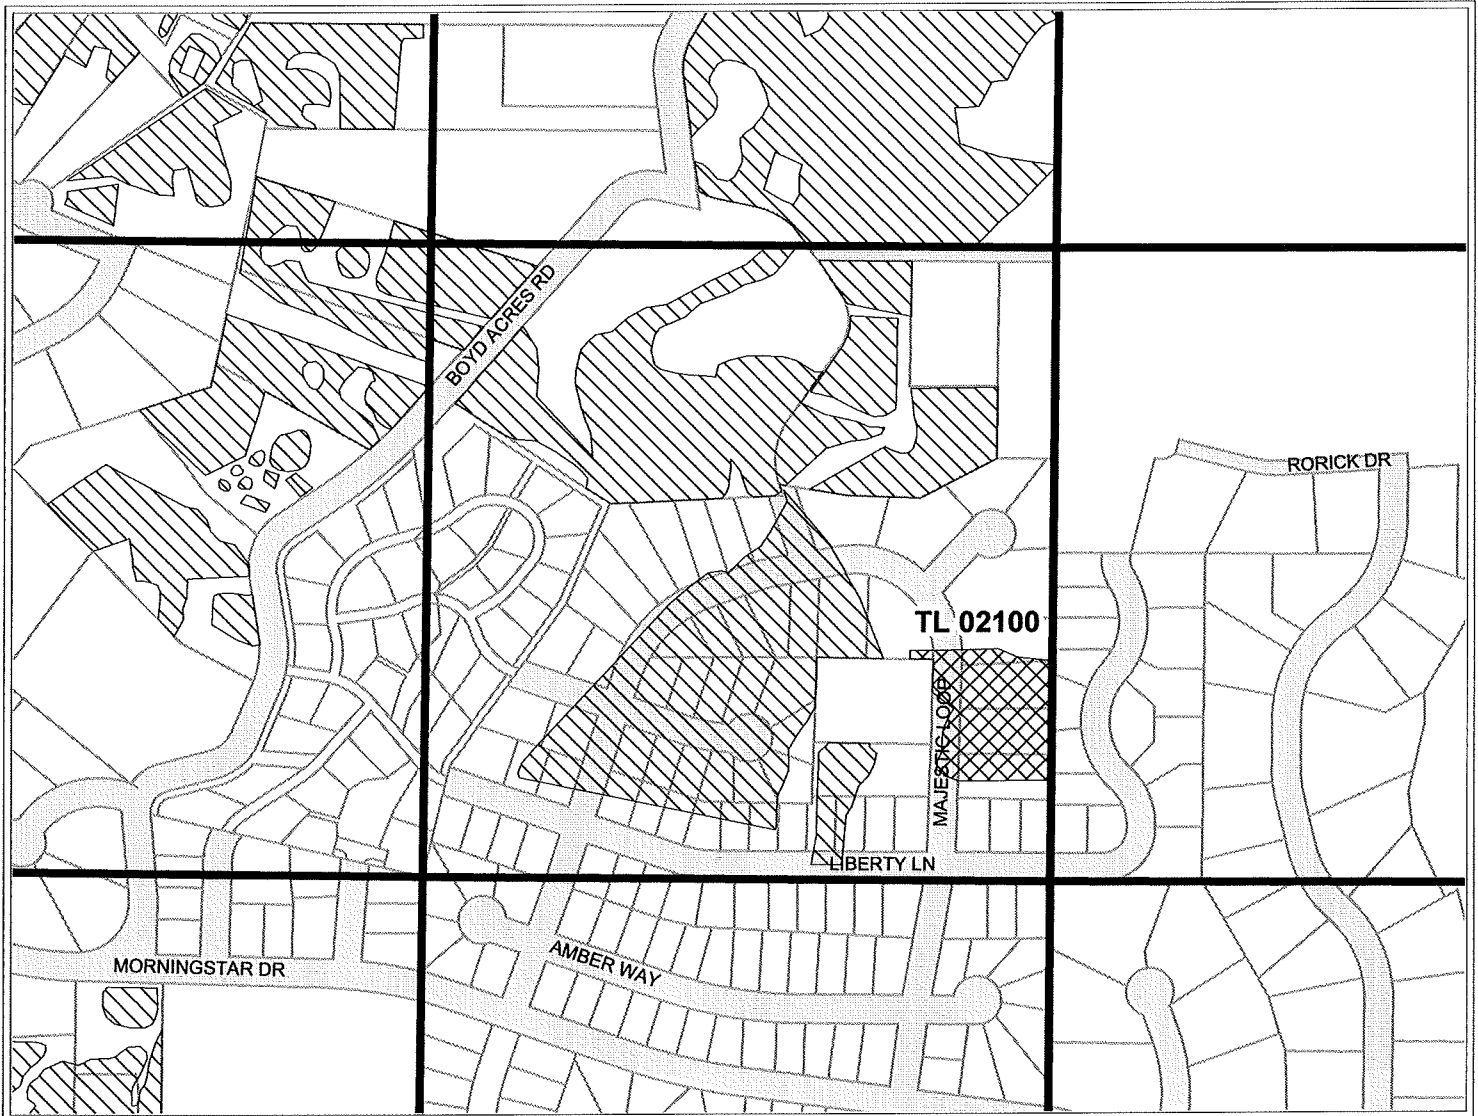 BOYD ACRES RD
RORICK DR
TL 02100
MAJESTIC LOOP
LIBERTY LN
AMBER WAY
MORNINGSTAR DR